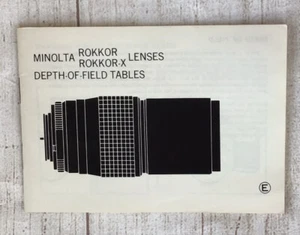 MINOLTA ROKKOR LENSES
ROKKOR-X
DEPTH-OF-FIELD TABLES
E